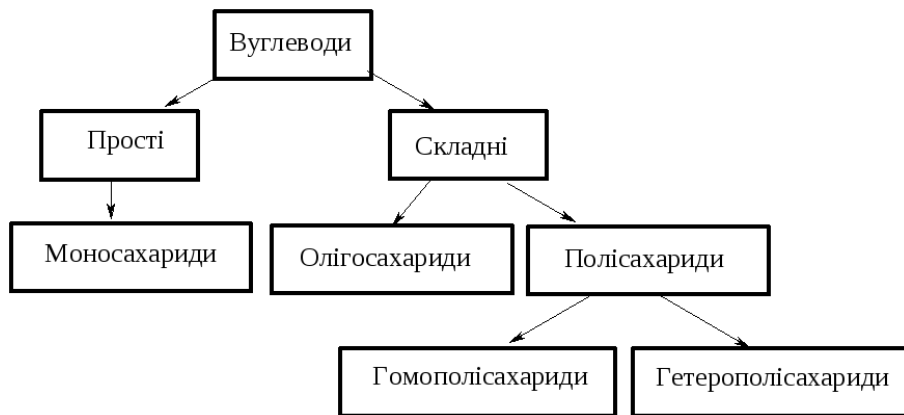 Вуглеводи
Прості
Складні
Моносахариди
Олігосахариди
Полісахариди
Гомополісахариди
Гетерополісахариди